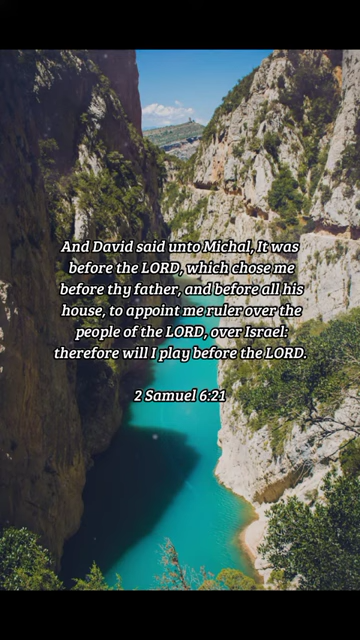 And David said unto Michal, It was
before the LORD, which chose me
before thy father, and before all his
house, to appoint me ruler over the
people of the LORD, over Israel:
therefore will I play before the LORD.
2 Samuel 6:21